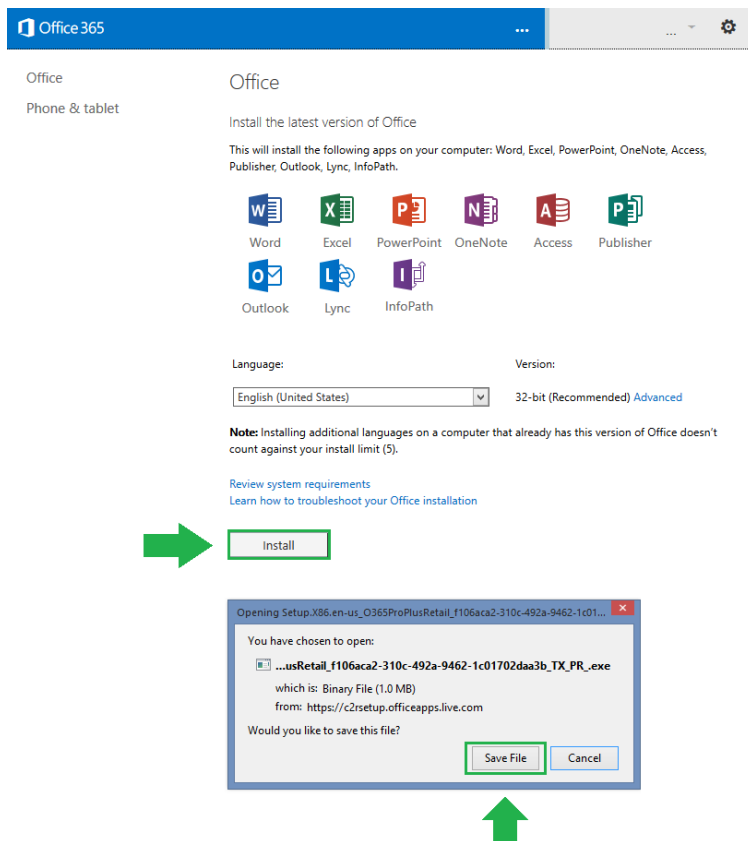 Office 365 ... ...
Office
Phone & tablet
Office
Install the latest version of Office
This will install the following apps on your computer: Word, Excel, PowerPoint, OneNote, Access,
Publisher, Outlook, Lync, InfoPath.
W X P N A P
Word Excel PowerPoint OneNote Access Publisher
O L I
Outlook Lync InfoPath
Language: Version:
English (United States) 32-bit (Recommended) Advanced
Note: Installing additional languages on a computer that already has this version of Office doesn't
count against your install limit (5).
Review system requirements
Learn how to troubleshoot your Office installation
Install
Opening Setup.X86.en-us_O365ProPlusRetail_f106aca2-310c-492a-9462-1c01...
You have chosen to open:
...usRetail_f106aca2-310c-492a-9462-1c01702daa3b_TX_PR_.exe
which is: Binary File (1.0 MB)
from: https://c2rsetup.officeapps.live.com
Would you like to save this file?
Save File Cancel